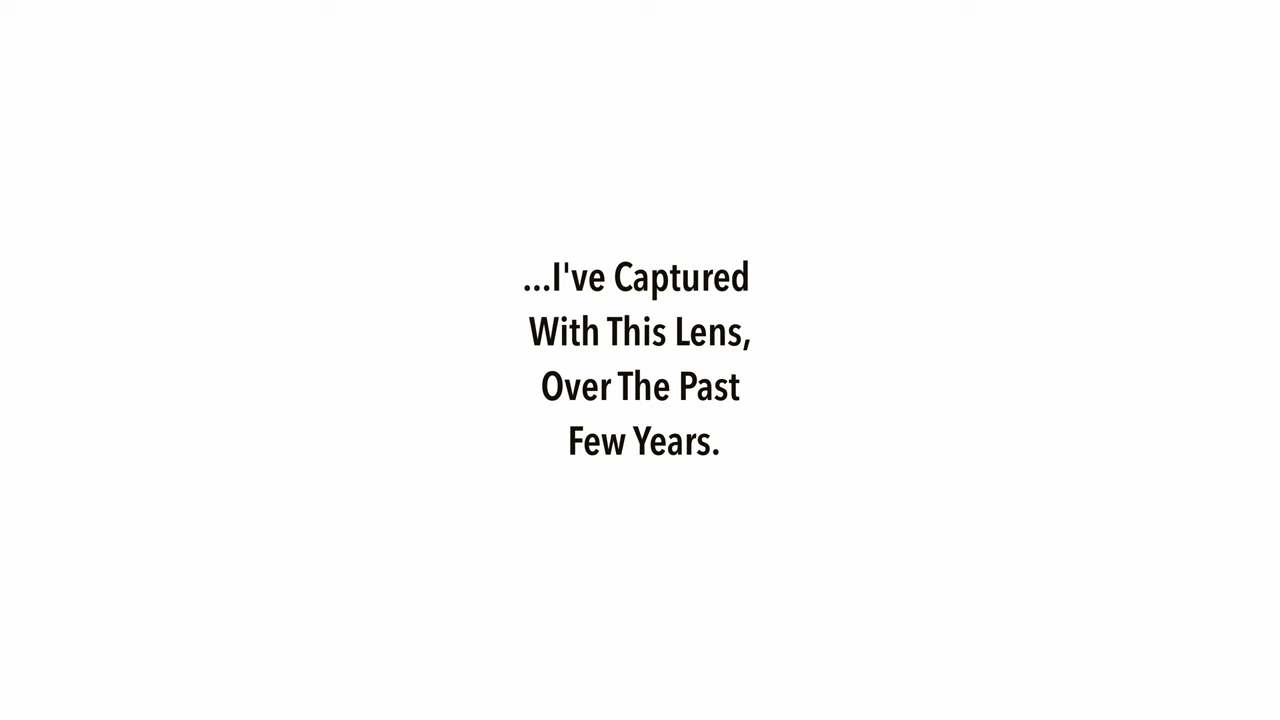 ...I've Captured
With This Lens,
Over The Past
Few Years.